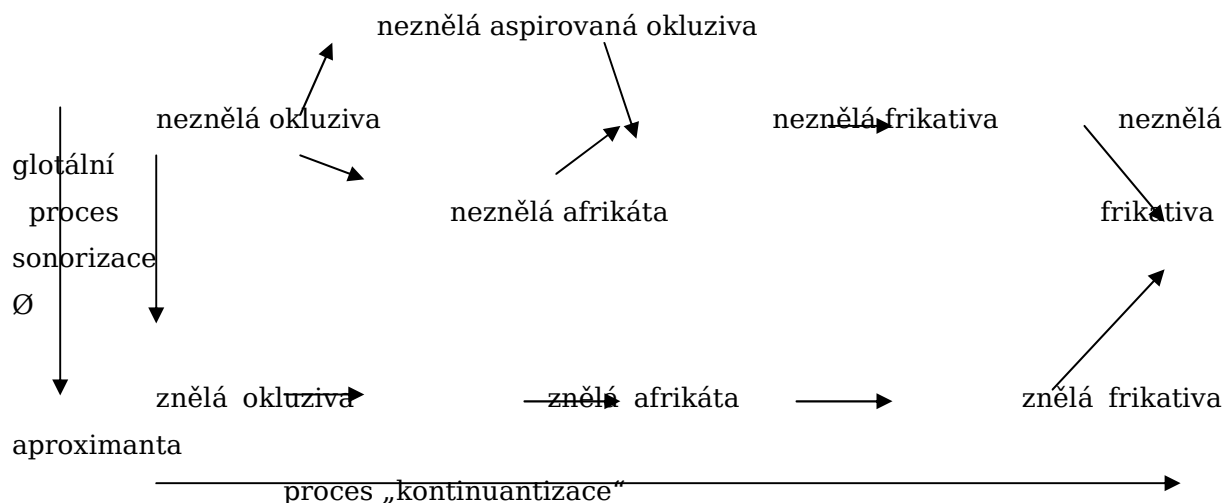 neznělá aspirovaná okluziva
neznělá okluziva neznělá frikativa neznělá
glotální
proces neznělá afrikáta frikativa
sonorizace
Ø
znělá okluziva znělá afrikáta znělá frikativa
aproximanta
proces „kontinuantizace“